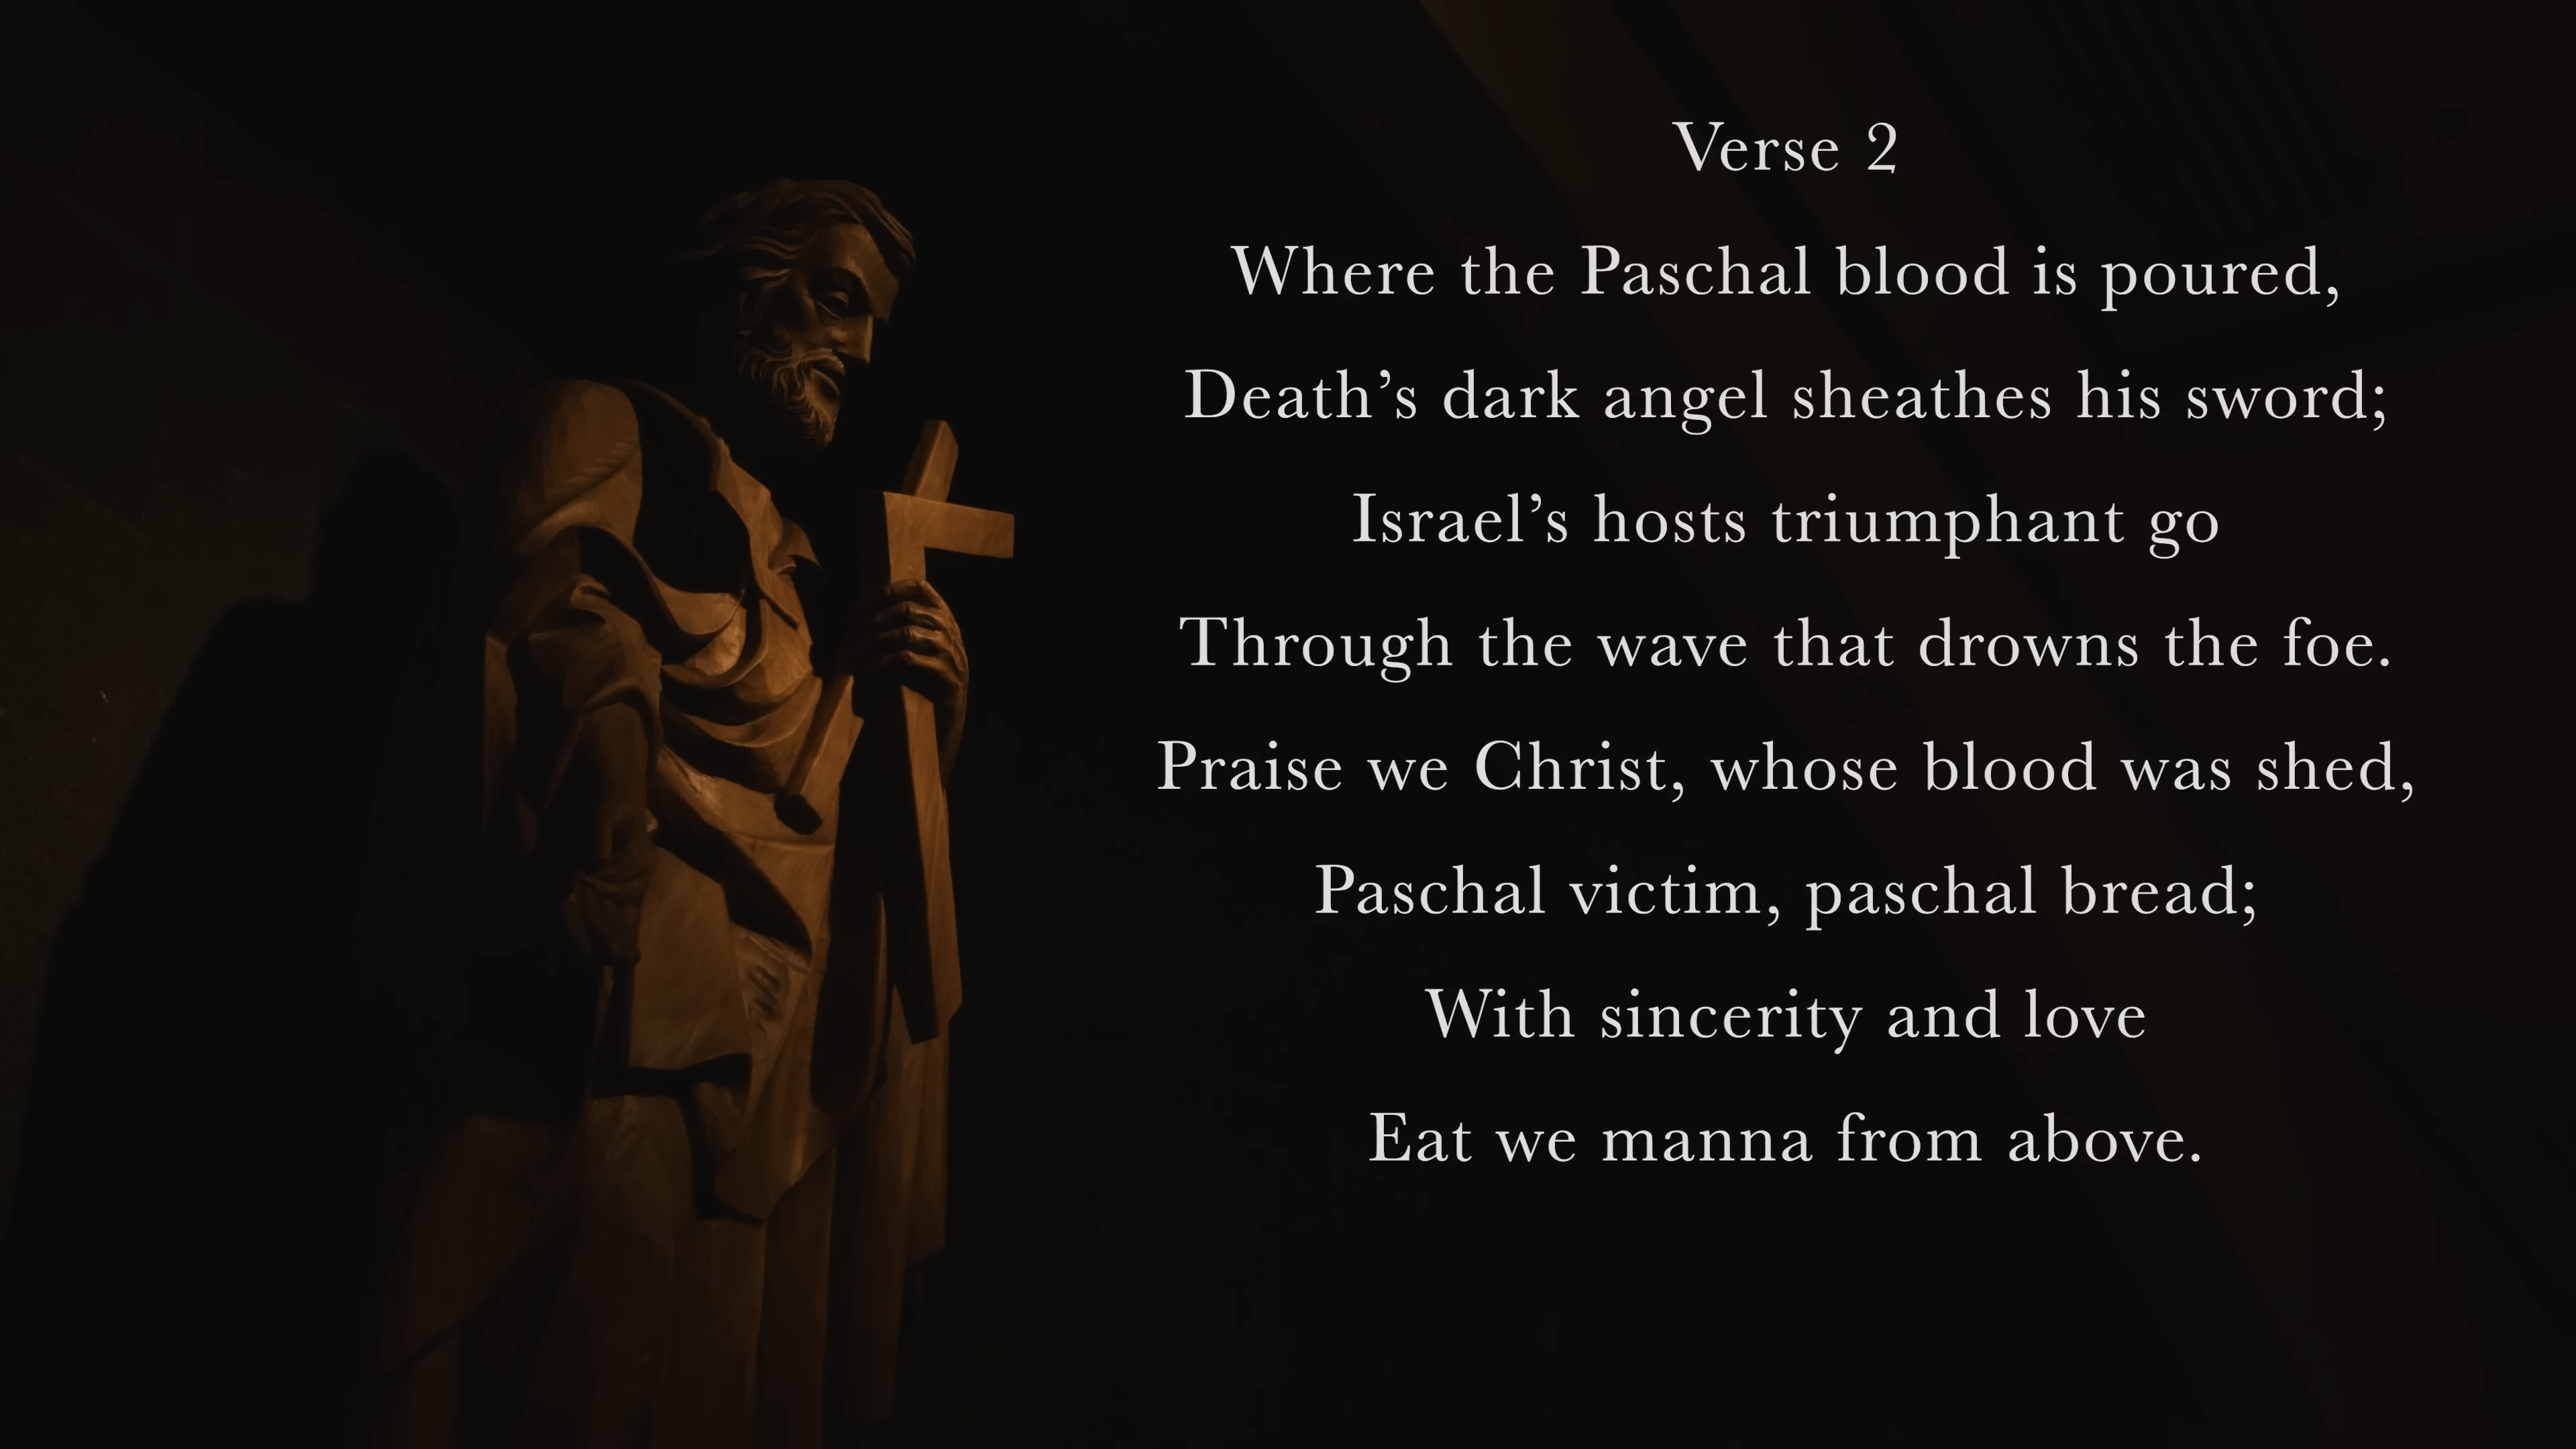 Verse 2
Where the Paschal blood is poured,
Death’s dark angel sheathes his sword;
Israel’s hosts triumphant go
Through the wave that drowns the foe.
Praise we Christ, whose blood was shed,
Paschal victim, paschal bread;
With sincerity and love
Eat we manna from above.